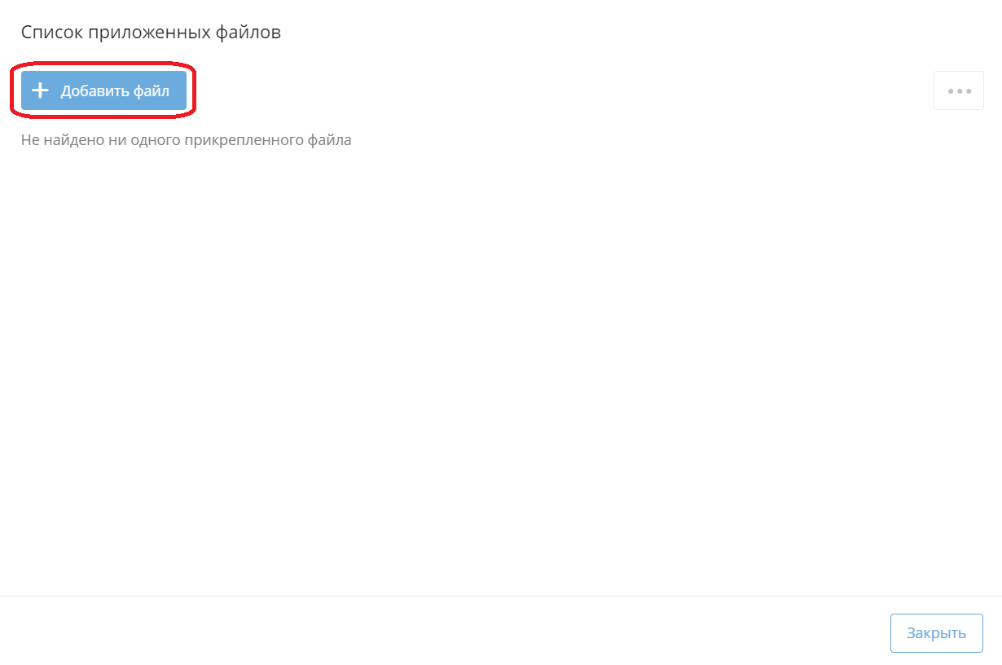 Список приложенных файлов
Добавить файл
Не найдено ни одного прикрепленного файла
Закрыть